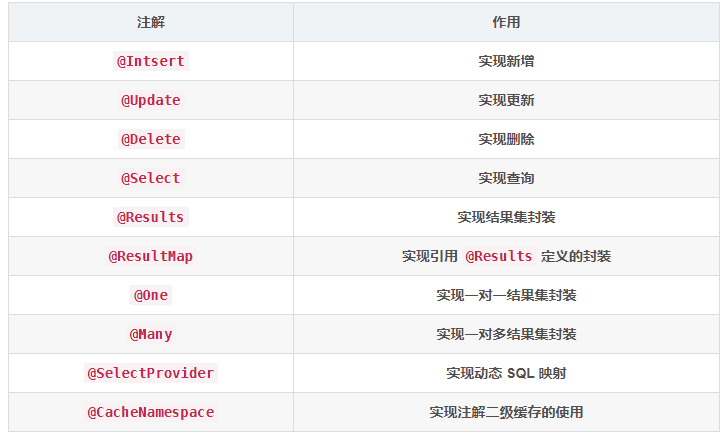 注解 作用
@Intsert 实现新增
@Update 实现更新
@Delete 实现删除
@Select 实现查询
@Results 实现结果集封装
@ResultMap 实现引用 @Results 定义的封装
@One 实现一对一结果集封装
@Many 实现一对多结果集封装
@SelectProvider 实现动态 SQL 映射
@CacheNamespace 实现注解二级缓存的使用